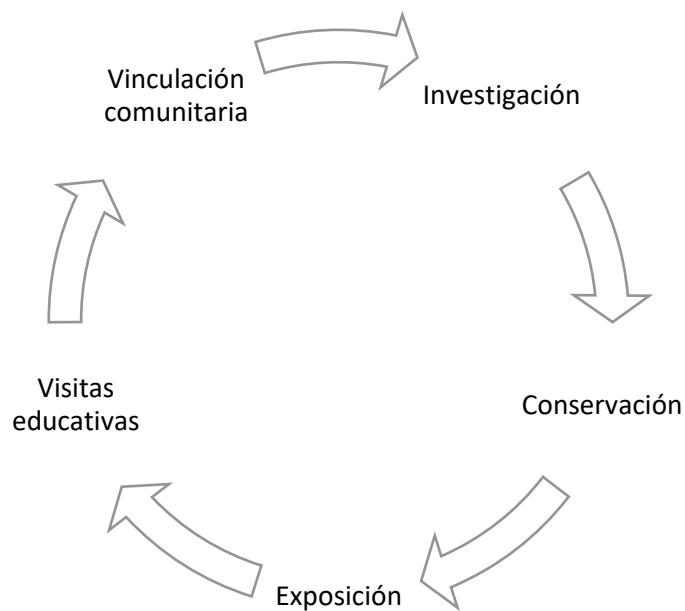 Vinculación
comunitaria
Investigación
Conservación
Exposición
Visitas
educativas